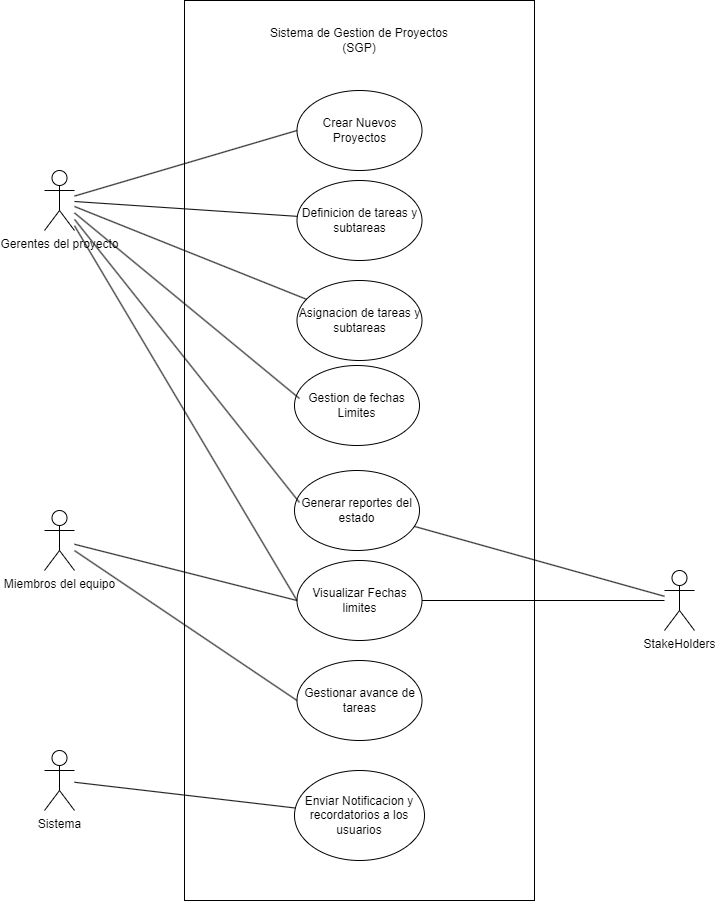 Sistema de Gestion de Proyectos
(SGP)
Crear Nuevos
Proyectos
Definicion de tareas y
subtareas
Gerentes del proyecto
Asignacion de tareas y
subtareas
Gestion de fechas
Limites
Generar reportes del
estado
Miembros del equipo
Visualizar Fechas
limites
StakeHolders
Gestionar avance de
tareas
Sistema
Enviar Notificacion y
recordatorios a los
usuarios